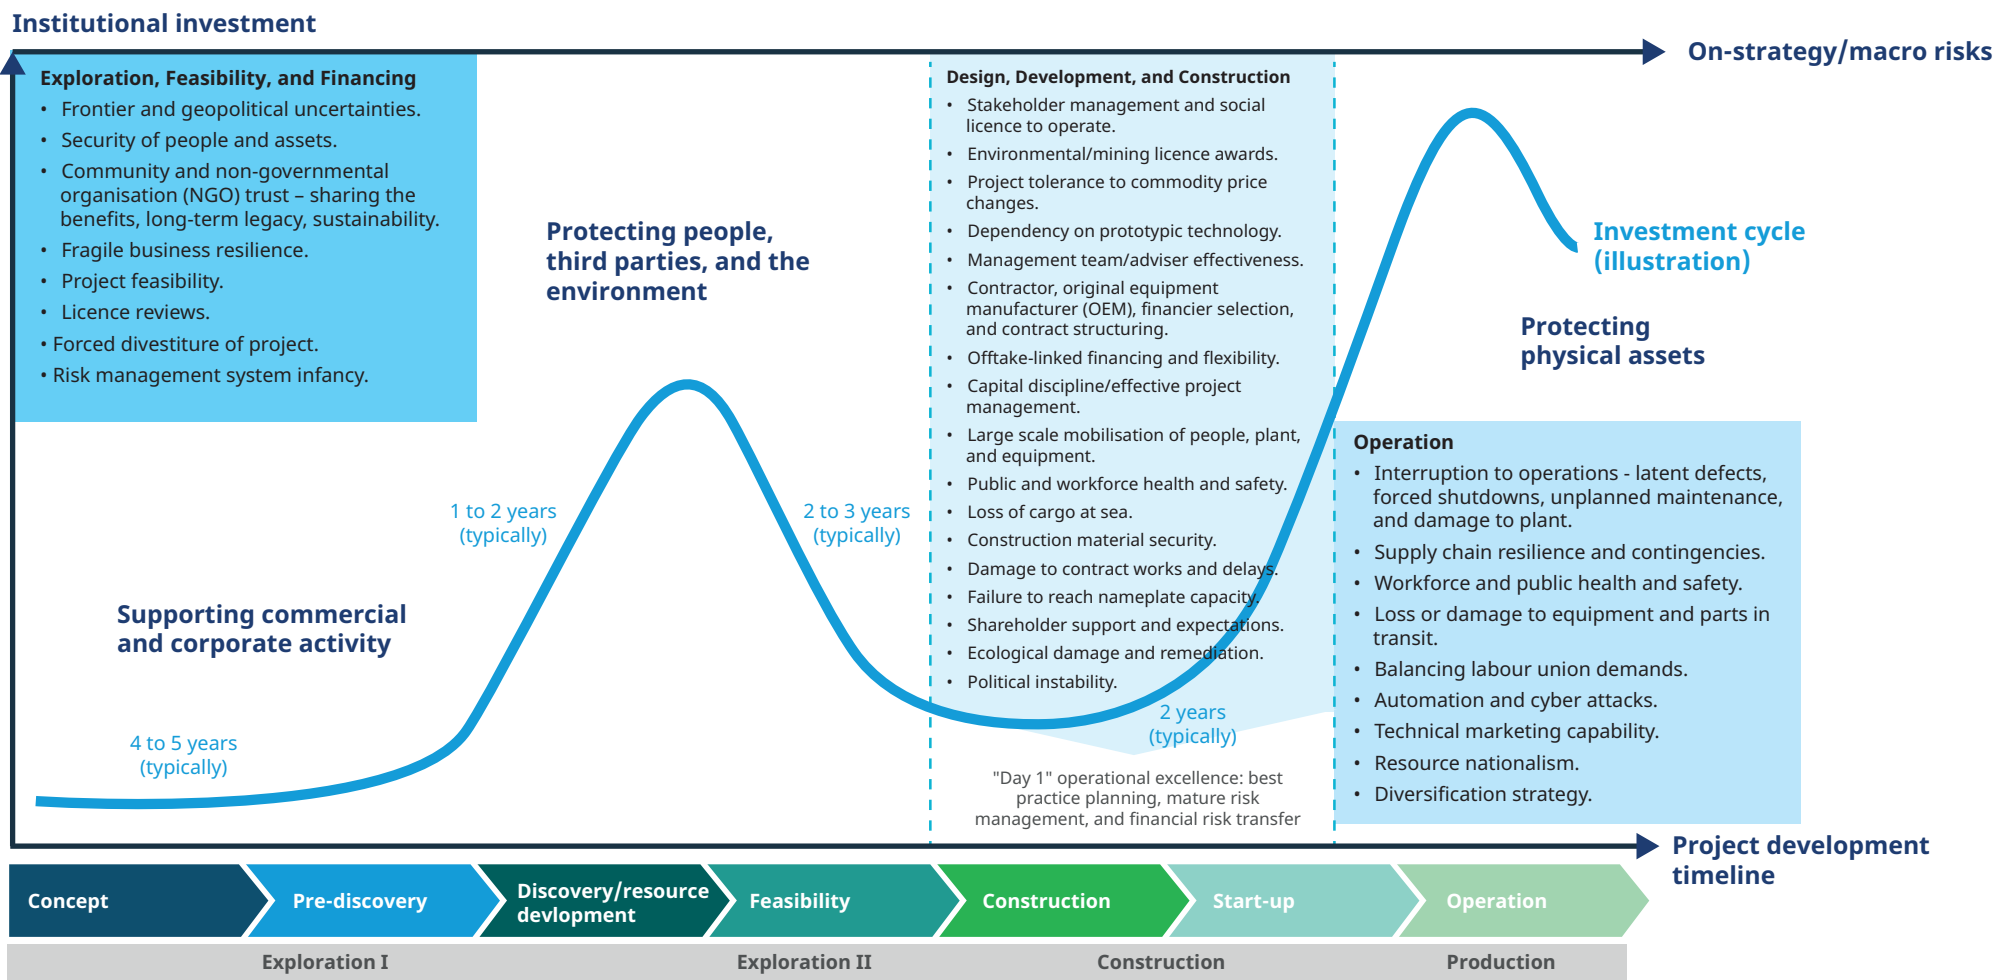 Institutional investment
On-strategy/macro risks
Exploration, Feasibility, and Financing
• Frontier and geopolitical uncertainties.
• Security of people and assets.
• Community and non-governmental
organisation (NGO) trust – sharing the
benefits, long-term legacy, sustainability.
• Fragile business resilience.
• Project feasibility.
• Licence reviews.
• Forced divestiture of project.
• Risk management system infancy.
Supporting commercial
and corporate activity
4 to 5 years
(typically)
1 to 2 years
(typically)
Protecting people,
third parties, and the
environment
2 to 3 years
(typically)
Design, Development, and Construction
• Stakeholder management and social
licence to operate.
• Environmental/mining licence awards.
• Project tolerance to commodity price
changes.
• Dependency on prototypic technology.
• Management team/adviser effectiveness.
• Contractor, original equipment
manufacturer (OEM), financier selection,
and contract structuring.
• Offtake-linked financing and flexibility.
• Capital discipline/effective project
management.
• Large scale mobilisation of people, plant,
and equipment.
• Public and workforce health and safety.
• Loss of cargo at sea.
• Construction material security.
• Damage to contract works and delays.
• Failure to reach nameplate capacity.
• Shareholder support and expectations.
• Ecological damage and remediation.
• Political instability.
2 years
(typically)
"Day 1" operational excellence: best
practice planning, mature risk
management, and financial risk transfer
Investment cycle
(illustration)
Protecting
physical assets
Operation
• Interruption to operations - latent defects,
forced shutdowns, unplanned maintenance,
and damage to plant.
• Supply chain resilience and contingencies.
• Workforce and public health and safety.
• Loss or damage to equipment and parts in
transit.
• Balancing labour union demands.
• Automation and cyber attacks.
• Technical marketing capability.
• Resource nationalism.
• Diversification strategy.
Project development
timeline
Concept
Pre-discovery
Discovery/resource
devlopment
Feasibility
Construction
Start-up
Operation
Exploration I
Exploration II
Construction
Production